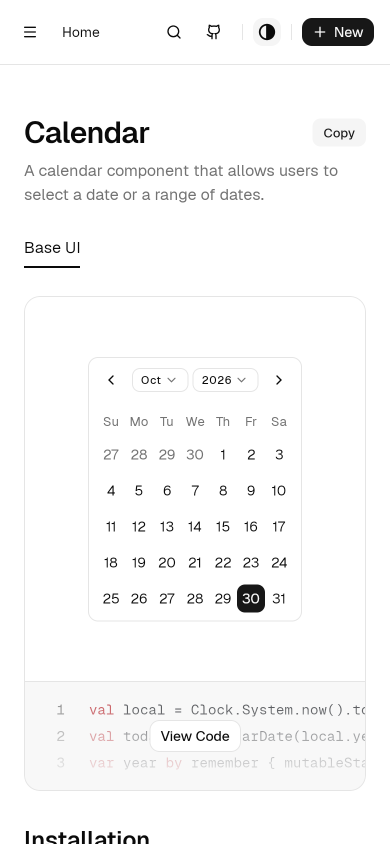 Home
New
Calendar
Copy
A calendar component that allows users to
select a date or a range of dates.
Base UI
Oct 2026
Su Mo Tu We Th Fr Sa
27 28 29 30 1 2 3
4 5 6 7 8 9 10
11 12 13 14 15 16 17
18 19 20 21 22 23 24
25 26 27 28 29 30 31
1 val local = Clock.System.now().to
2 val tod arDate(local.ye
View Code
3 var year by remember { mutableSta
Installation